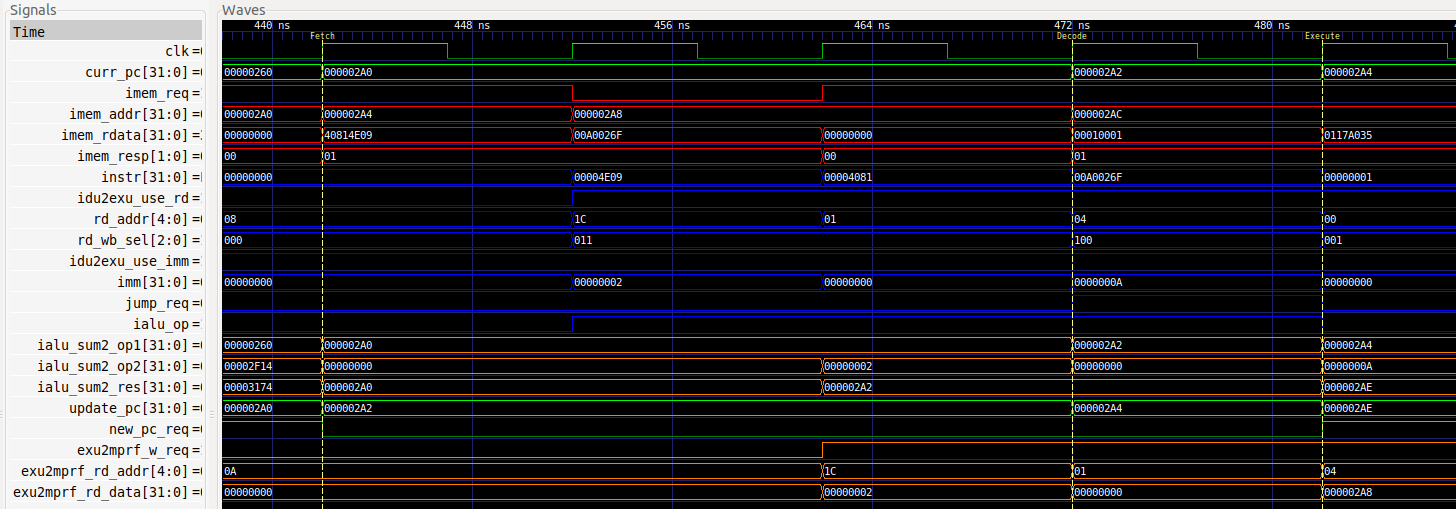 Signals Waves
Time 440 ns 448 ns 456 ns 464 ns 472 ns 480 ns
Fetch Decode Execute
clk =
curr_pc[31:0] = 00000260 000002A0 000002A2 000002A4
imem_req =
imem_addr[31:0] = 000002A0 000002A4 000002A8 000002AC
imem_rdata[31:0] = 00000000 40814E09 00A0026F 00000000 00010001 0117A035
imem_resp[1:0] = 00 01 00 01
instr[31:0] = 00000000 00004E09 00004081 00A0026F 00000001
idu2exu_use_rd =
rd_addr[4:0] = 08 1C 01 04 00
rd_wb_sel[2:0] = 000 011 100 001
idu2exu_use_imm =
imm[31:0] = 00000000 00000002 00000000 0000000A 00000000
jump_req =
ialu_op =
ialu_sum2_op1[31:0] = 00000260 000002A0 000002A2 000002A4
ialu_sum2_op2[31:0] = 00002F14 00000000 00000002 00000000 0000000A
ialu_sum2_res[31:0] = 00003174 000002A0 000002A2 000002AE
update_pc[31:0] = 000002A0 000002A2 000002A4 000002AE
new_pc_req =
exu2mprf_w_req =
exu2mprf_rd_addr[4:0] = 0A 1C 01 04
exu2mprf_rd_data[31:0] = 00000000 00000002 00000000 000002A8